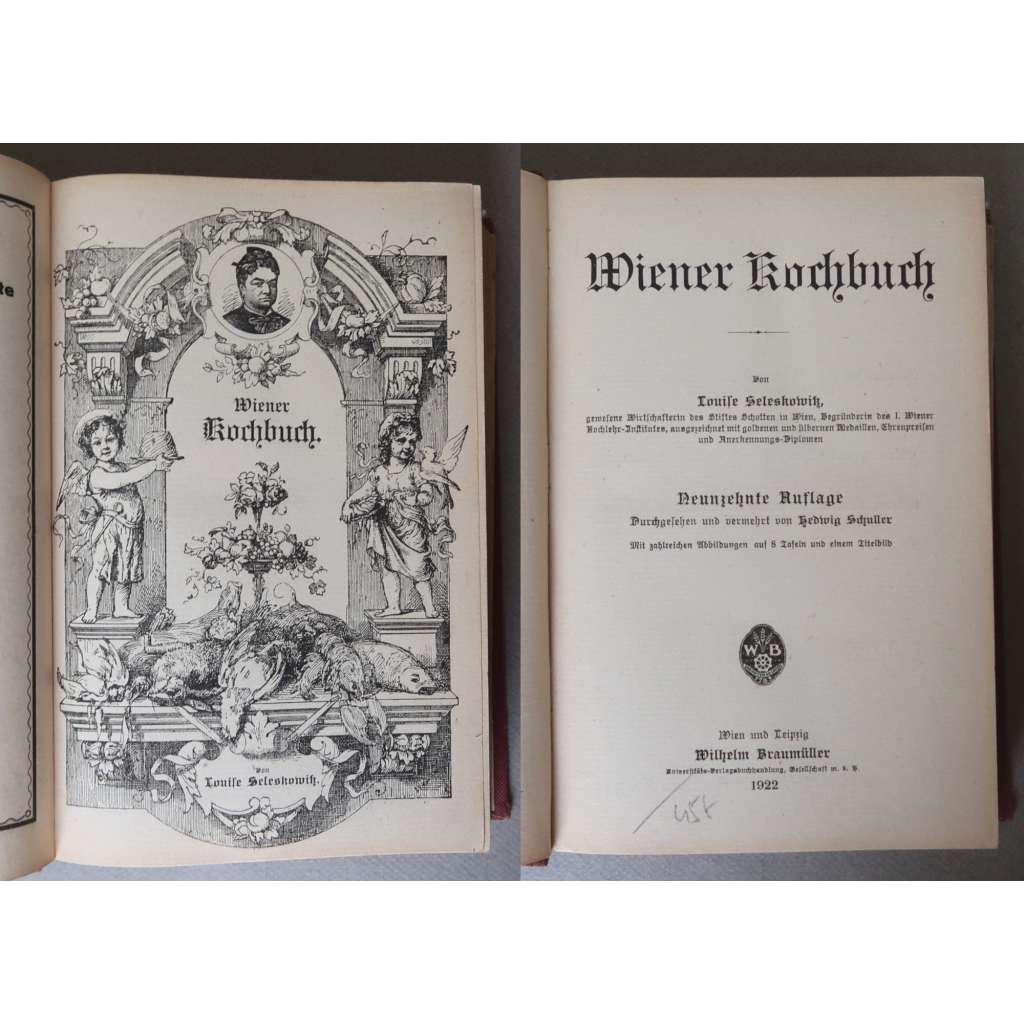 te
Wiener
Kochbuch.
Von
Louise Seleskowitz.
Wiener Kochbuch
Von
Louise Seleskowitz,
gewesene Wirtschafterin des Stiftes Schotten in Wien, Begründerin des I. Wiener
Kochlehr-Institutes, ausgezeichnet mit goldenen und silbernen Medaillen, Ehrenpreisen
und Anerkennungs-Diplomen
Neunzehnte Auflage
Durchgesehen und vermehrt von Hedwig Schuller
Mit zahlreichen Abbildungen auf 8 Tafeln und einem Titelbild
W B
Wien und Leipzig
Wilhelm Braumüller
Universitäts-Verlagsbuchhandlung, Gesellschaft m. b. H.
1922